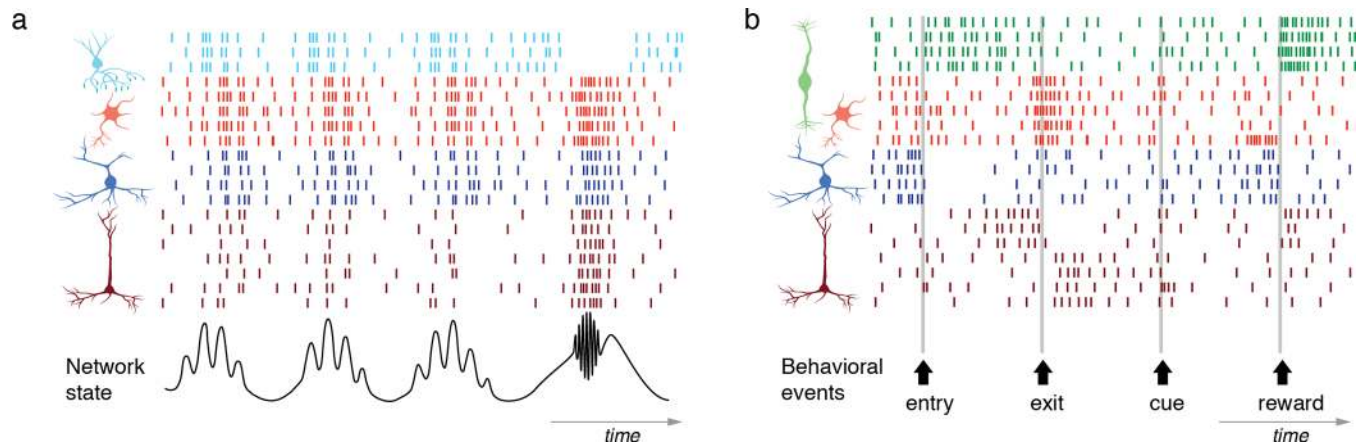 a
Network
state
time
b
Behavioral
events
entry
exit
cue
reward
time